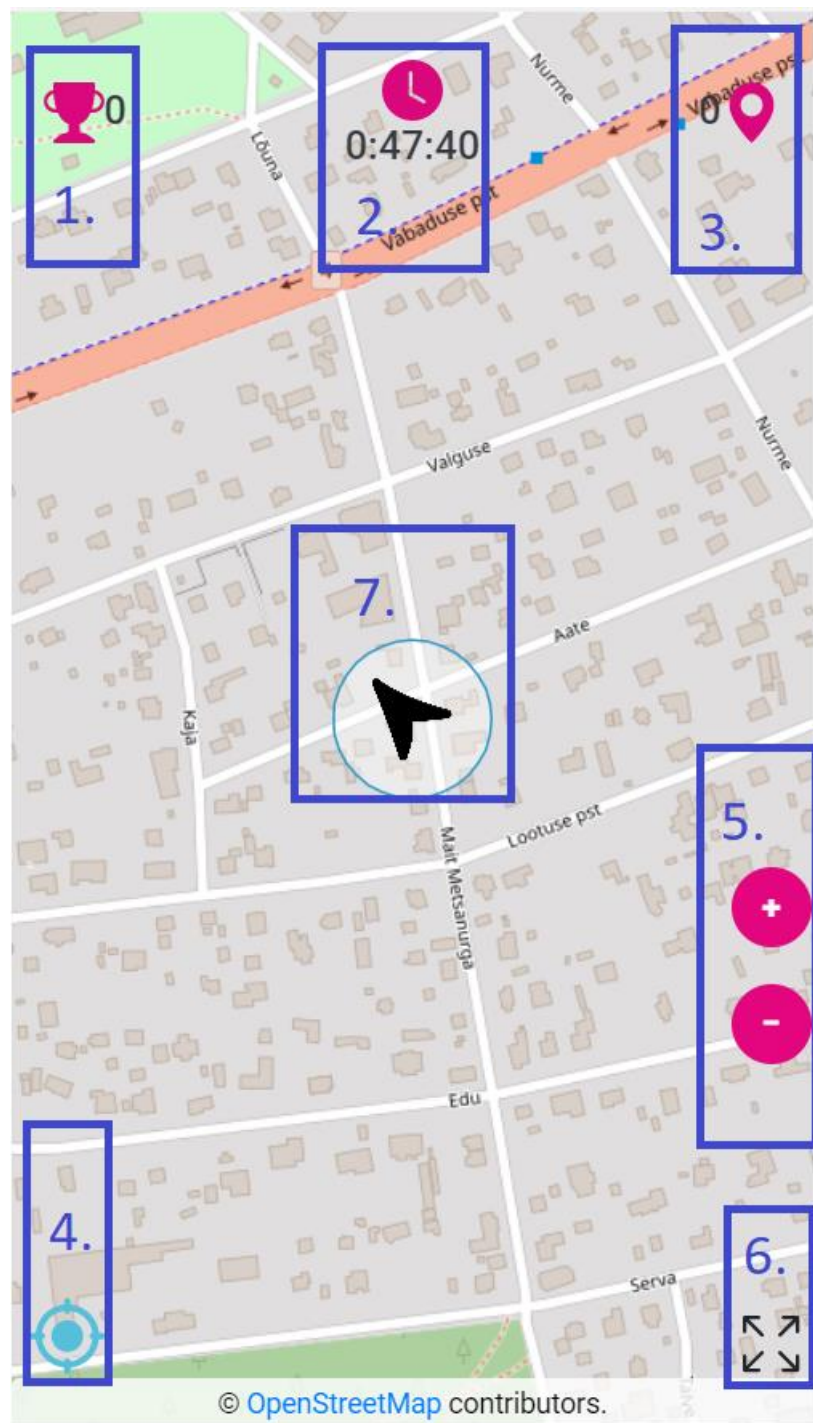 Nurme
Vabaduse pst
0
0
0:47:40
Lõuna
1.
2.
3.
Vabaduse pst
Valguse
Nurme
7.
Aate
Kaja
5.
Lootuse pst
+
Mait Metsanurga
-
Edu
4.
6.
Serva
© OpenStreetMap contributors.